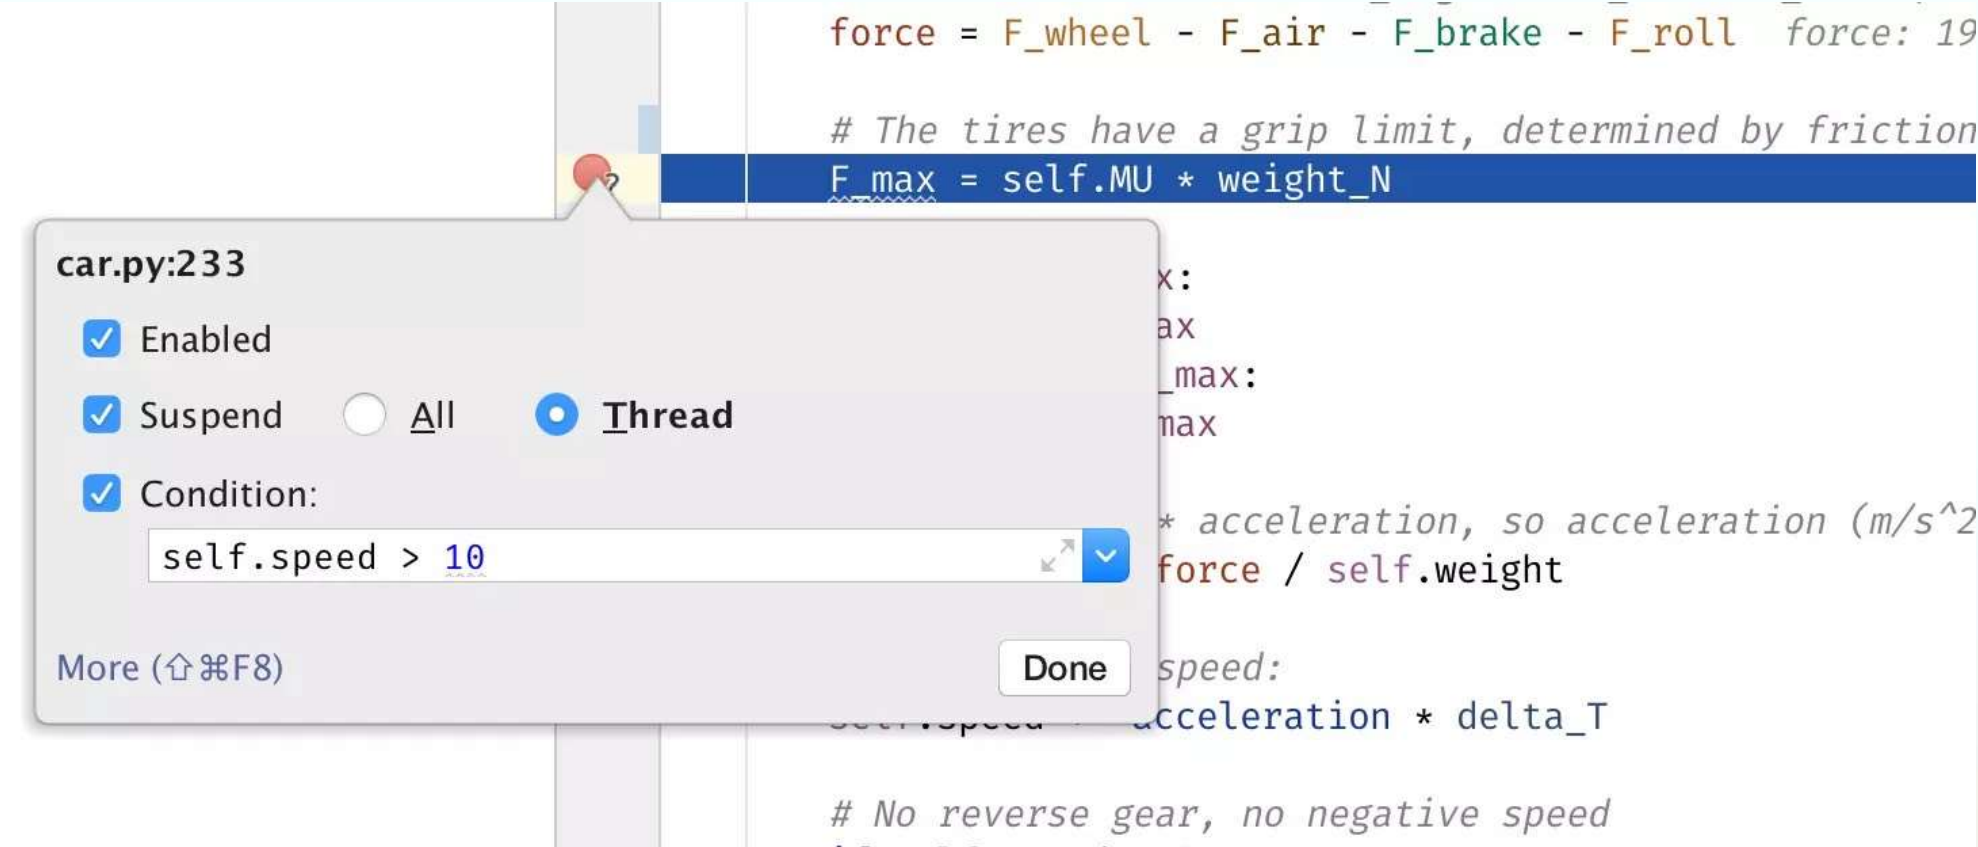 force = F_wheel - F_air - F_brake - F_roll force: 19
# The tires have a grip limit, determined by friction
F_max = self.MU * weight_N
car.py:233
Enabled
Suspend All Thread
Condition:
self.speed > 10
More (⇧⌘F8)
Done
x:
ax
_max:
max
* acceleration, so acceleration (m/s^2
force / self.weight
speed:
acceleration * delta_T
# No reverse gear, no negative speed